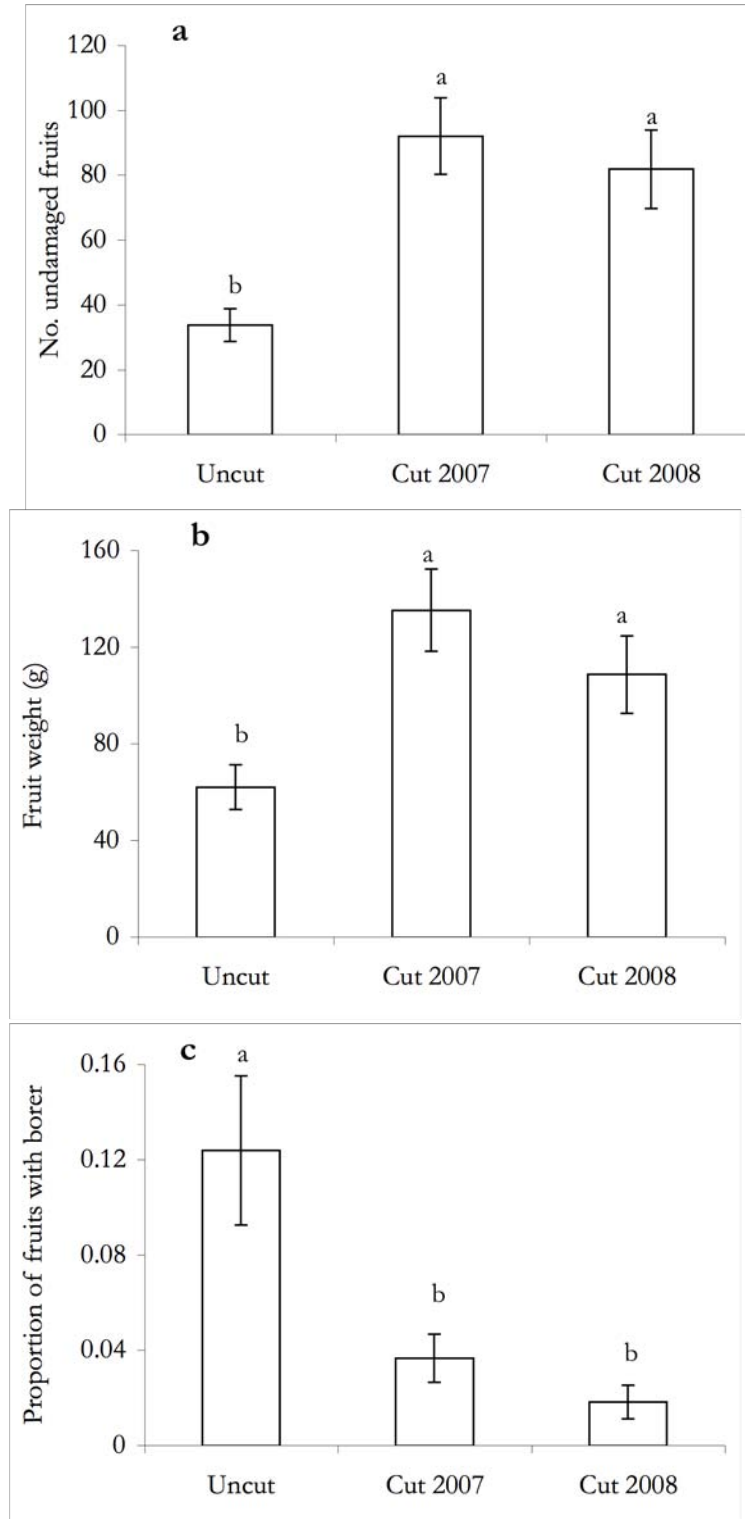 a
120
100
80
60
40
20
0
No. undamaged fruits
b
a
a
Uncut Cut 2007 Cut 2008
b
160
120
80
40
0
Fruit weight (g)
b
a
a
Uncut Cut 2007 Cut 2008
c
0.16
0.12
0.08
0.04
0
Proportion of fruits with borer
a
b
b
Uncut Cut 2007 Cut 2008